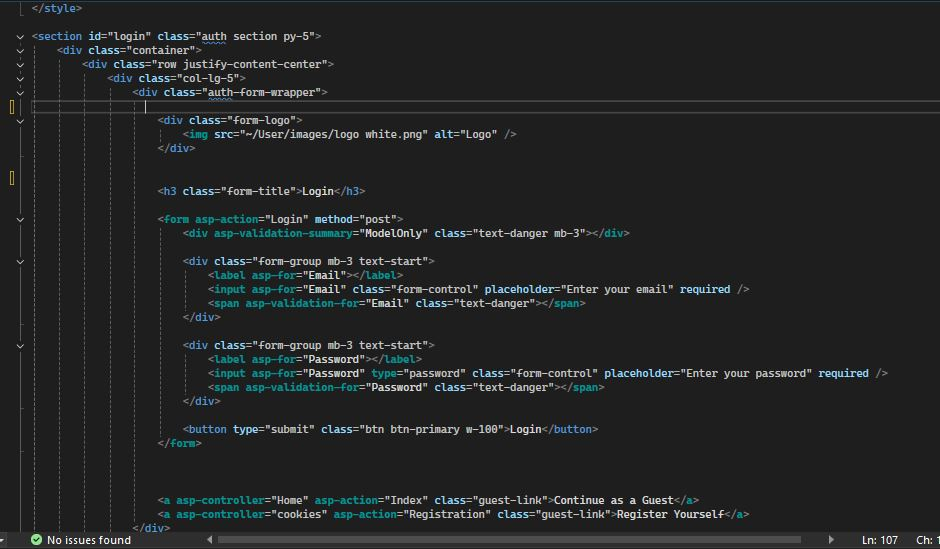 </style>
<section id="login" class="auth section py-5">
<div class="container">
<div class="row justify-content-center">
<div class="col-lg-5">
<div class="auth-form-wrapper">
<div class="form-logo">
<img src="~/User/images/logo white.png" alt="Logo" />
</div>
<h3 class="form-title">Login</h3>
<form asp-action="Login" method="post">
<div asp-validation-summary="ModelOnly" class="text-danger mb-3"></div>
<div class="form-group mb-3 text-start">
<label asp-for="Email"></label>
<input asp-for="Email" class="form-control" placeholder="Enter your email" required />
<span asp-validation-for="Email" class="text-danger"></span>
</div>
<div class="form-group mb-3 text-start">
<label asp-for="Password"></label>
<input asp-for="Password" type="password" class="form-control" placeholder="Enter your password" required />
<span asp-validation-for="Password" class="text-danger"></span>
</div>
<button type="submit" class="btn btn-primary w-100">Login</button>
</form>
<a asp-controller="Home" asp-action="Index" class="guest-link">Continue as a Guest</a>
<a asp-controller="cookies" asp-action="Registration" class="guest-link">Register Yourself</a>
</div>
No issues found Ln: 107 Ch: 1